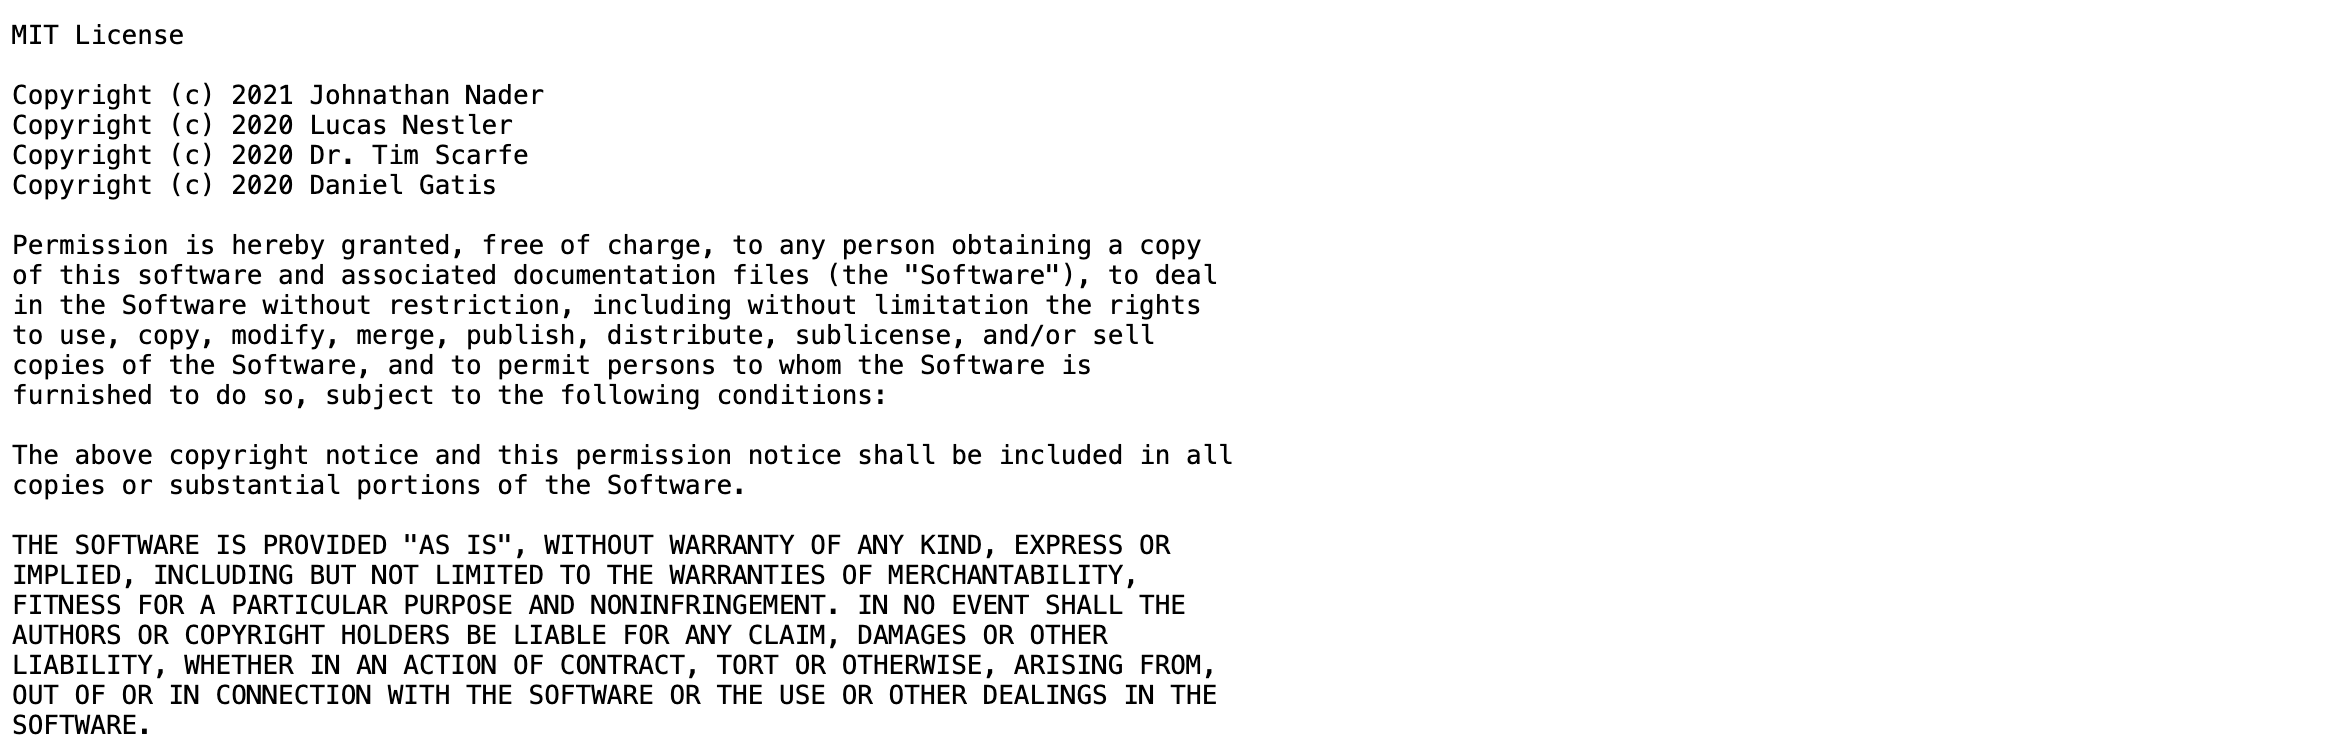 MIT License
Copyright (c) 2021 Johnathan Nader
Copyright (c) 2020 Lucas Nestler
Copyright (c) 2020 Dr. Tim Scarfe
Copyright (c) 2020 Daniel Gatis
Permission is hereby granted, free of charge, to any person obtaining a copy
of this software and associated documentation files (the "Software"), to deal
in the Software without restriction, including without limitation the rights
to use, copy, modify, merge, publish, distribute, sublicense, and/or sell
copies of the Software, and to permit persons to whom the Software is
furnished to do so, subject to the following conditions:
The above copyright notice and this permission notice shall be included in all
copies or substantial portions of the Software.
THE SOFTWARE IS PROVIDED "AS IS", WITHOUT WARRANTY OF ANY KIND, EXPRESS OR
IMPLIED, INCLUDING BUT NOT LIMITED TO THE WARRANTIES OF MERCHANTABILITY,
FITNESS FOR A PARTICULAR PURPOSE AND NONINFRINGEMENT. IN NO EVENT SHALL THE
AUTHORS OR COPYRIGHT HOLDERS BE LIABLE FOR ANY CLAIM, DAMAGES OR OTHER
LIABILITY, WHETHER IN AN ACTION OF CONTRACT, TORT OR OTHERWISE, ARISING FROM,
OUT OF OR IN CONNECTION WITH THE SOFTWARE OR THE USE OR OTHER DEALINGS IN THE
SOFTWARE.